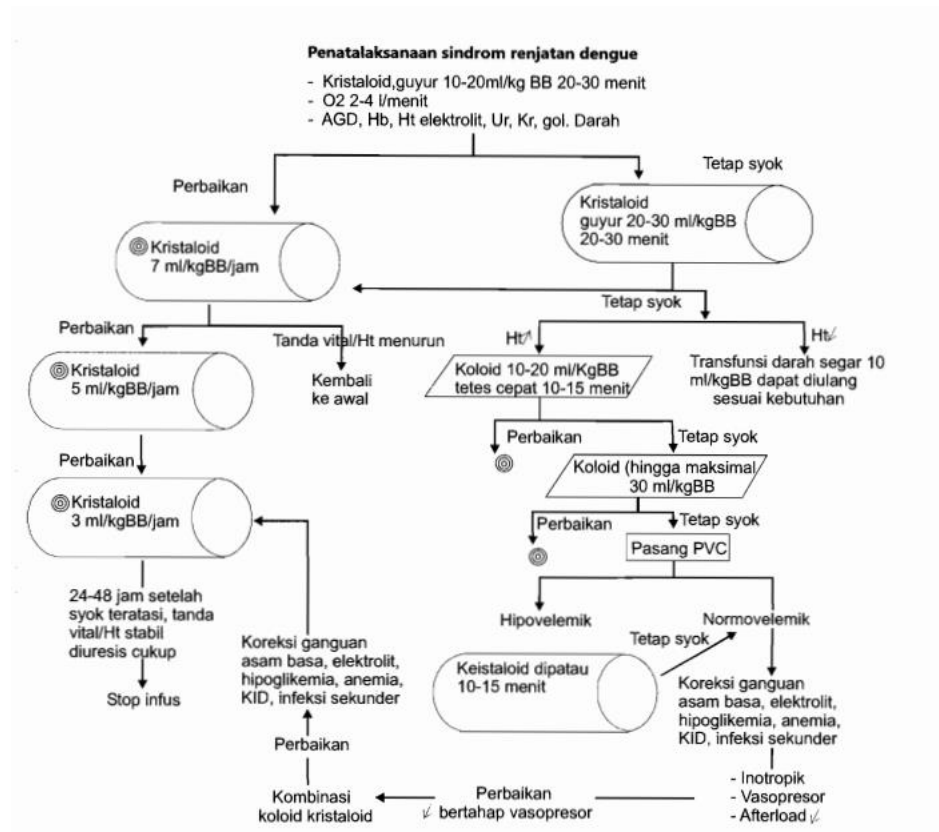 Penatalaksanaan sindrom renjatan dengue
- Kristaloid,guyur 10-20ml/kg BB 20-30 menit
- O2 2-4 l/menit
- AGD, Hb, Ht elektrolit, Ur, Kr, gol. Darah
Perbaikan
Tetap syok
Kristaloid
7 ml/kgBB/jam
Kristaloid
guyur 20-30 ml/kgBB
20-30 menit
Perbaikan
Tanda vital/Ht menurun
Tetap syok
Kristaloid
5 ml/kgBB/jam
Kembali
ke awal
Ht↗
Ht↙
Koloid 10-20 ml/KgBB
tetes cepat 10-15 menit
Transfunsi darah segar 10
ml/kgBB dapat diulang
sesuai kebutuhan
Perbaikan
Kristaloid
3 ml/kgBB/jam
Perbaikan
Tetap syok
Koloid (hingga maksimal
30 ml/kgBB
Perbaikan
Tetap syok
Pasang PVC
24-48 jam setelah
syok teratasi, tanda
vital/Ht stabil
diuresis cukup
Stop infus
Hipovelemik
Normovelemik
Tetap syok
Keistaloid dipatau
10-15 menit
Koreksi ganguan
asam basa, elektrolit,
hipoglikemia, anemia,
KID, infeksi sekunder
Koreksi ganguan
asam basa, elektrolit,
hipoglikemia, anemia,
KID, infeksi sekunder
- Inotropik
- Vasopresor
- Afterload ↙
Perbaikan
↙ bertahap vasopresor
Kombinasi
koloid kristaloid
Perbaikan